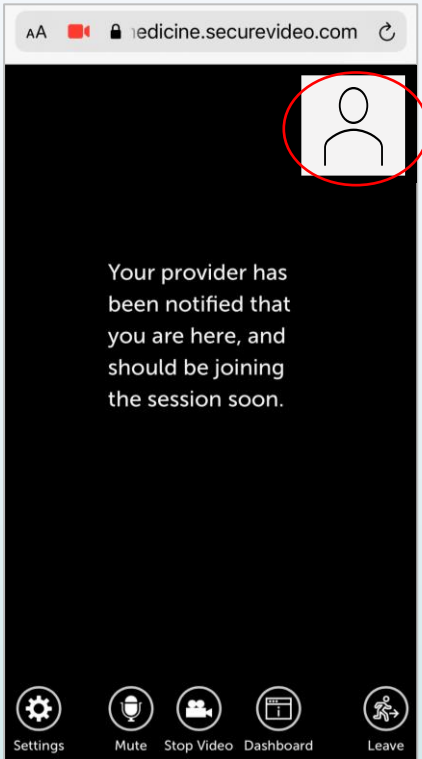 AA medicine.securevideo.com
Your provider has
been notified that
you are here, and
should be joining
the session soon.
Settings Mute Stop Video Dashboard Leave